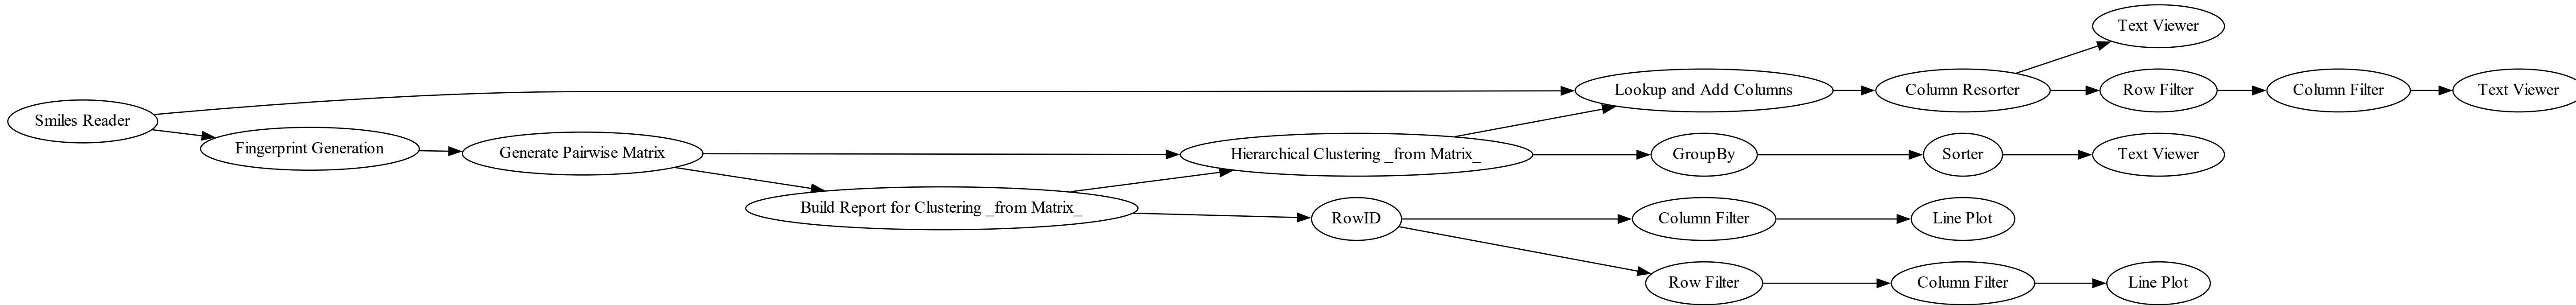 Text Viewer
Lookup and Add Columns
Column Resorter
Row Filter
Column Filter
Text Viewer
Smiles Reader
Fingerprint Generation
Generate Pairwise Matrix
Hierarchical Clustering _from Matrix_
GroupBy
Sorter
Text Viewer
Build Report for Clustering _from Matrix_
RowID
Column Filter
Line Plot
Row Filter
Column Filter
Line Plot